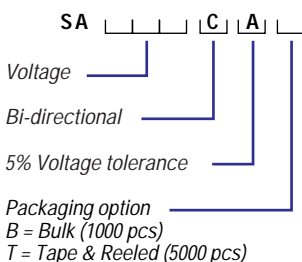 SA C A
Voltage
Bi-directional
5% Voltage tolerance
Packaging option
B = Bulk (1000 pcs)
T = Tape & Reeled (5000 pcs)